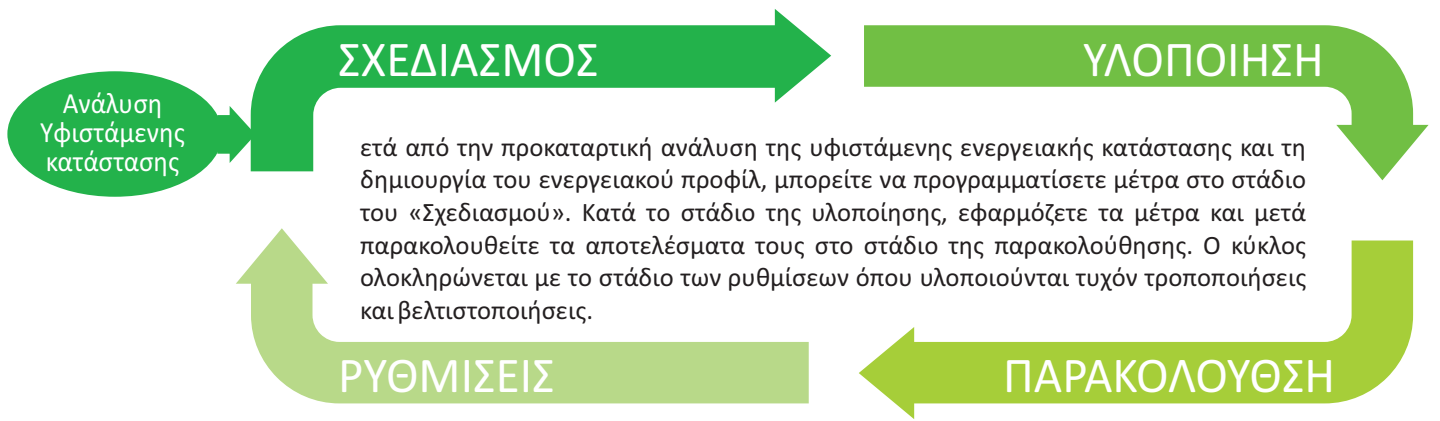 Ανάλυση
Υφιστάμενης
κατάστασης
ΣΧΕΔΙΑΣΜΟΣ
ΥΛΟΠΟΙΗΣΗ
ετά από την προκαταρτική ανάλυση της υφιστάμενης ενεργειακής κατάστασης και τη
δημιουργία του ενεργειακού προφίλ, μπορείτε να προγραμματίσετε μέτρα στο στάδιο
του «Σχεδιασμού». Κατά το στάδιο της υλοποίησης, εφαρμόζετε τα μέτρα και μετά
παρακολουθείτε τα αποτελέσματα τους στο στάδιο της παρακολούθησης. Ο κύκλος
ολοκληρώνεται με το στάδιο των ρυθμίσεων όπου υλοποιούνται τυχόν τροποποιήσεις
και βελτιστοποιήσεις.
ΡΥΘΜΙΣΕΙΣ
ΠΑΡΑΚΟΛΟΥΘΣΗ